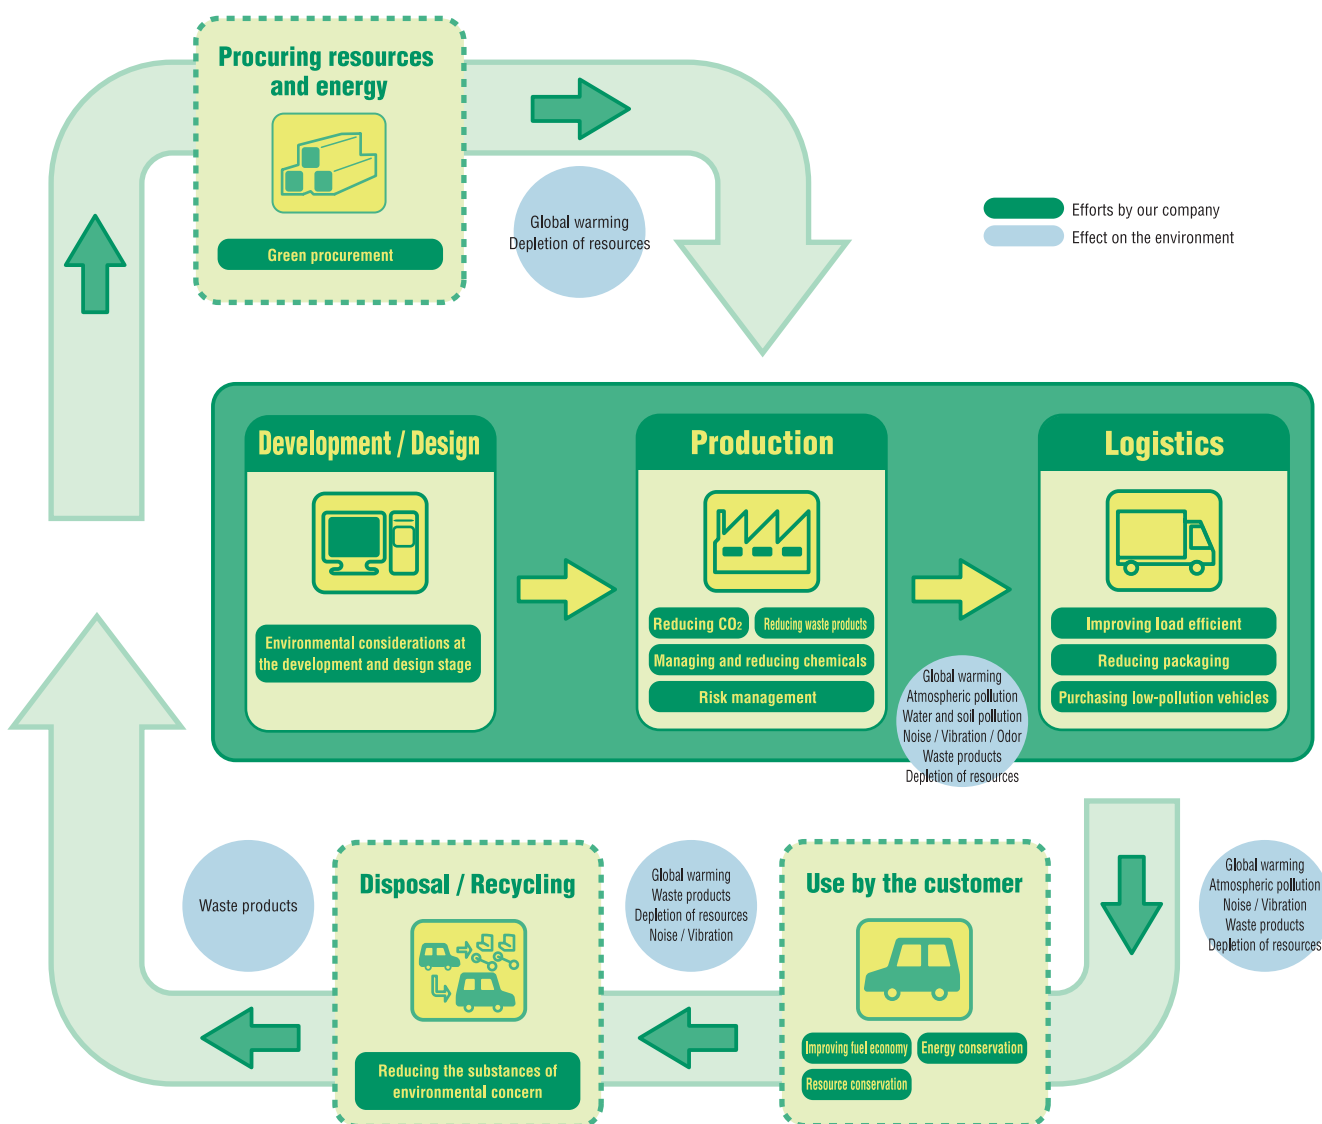 Procuring resources
and energy
Green procurement
Global warming
Depletion of resources
Efforts by our company
Effect on the environment
Development / Design
Environmental considerations at
the development and design stage
Production
Reducing CO₂
Reducing waste products
Managing and reducing chemicals
Risk management
Global warming
Atmospheric pollution
Water and soil pollution
Noise / Vibration / Odor
Waste products
Depletion of resources
Logistics
Improving load efficient
Reducing packaging
Purchasing low-pollution vehicles
Waste products
Disposal / Recycling
Reducing the substances of
environmental concern
Global warming
Waste products
Depletion of resources
Noise / Vibration
Use by the customer
Improving fuel economy
Energy conservation
Resource conservation
Global warming
Atmospheric pollution
Noise / Vibration
Waste products
Depletion of resources